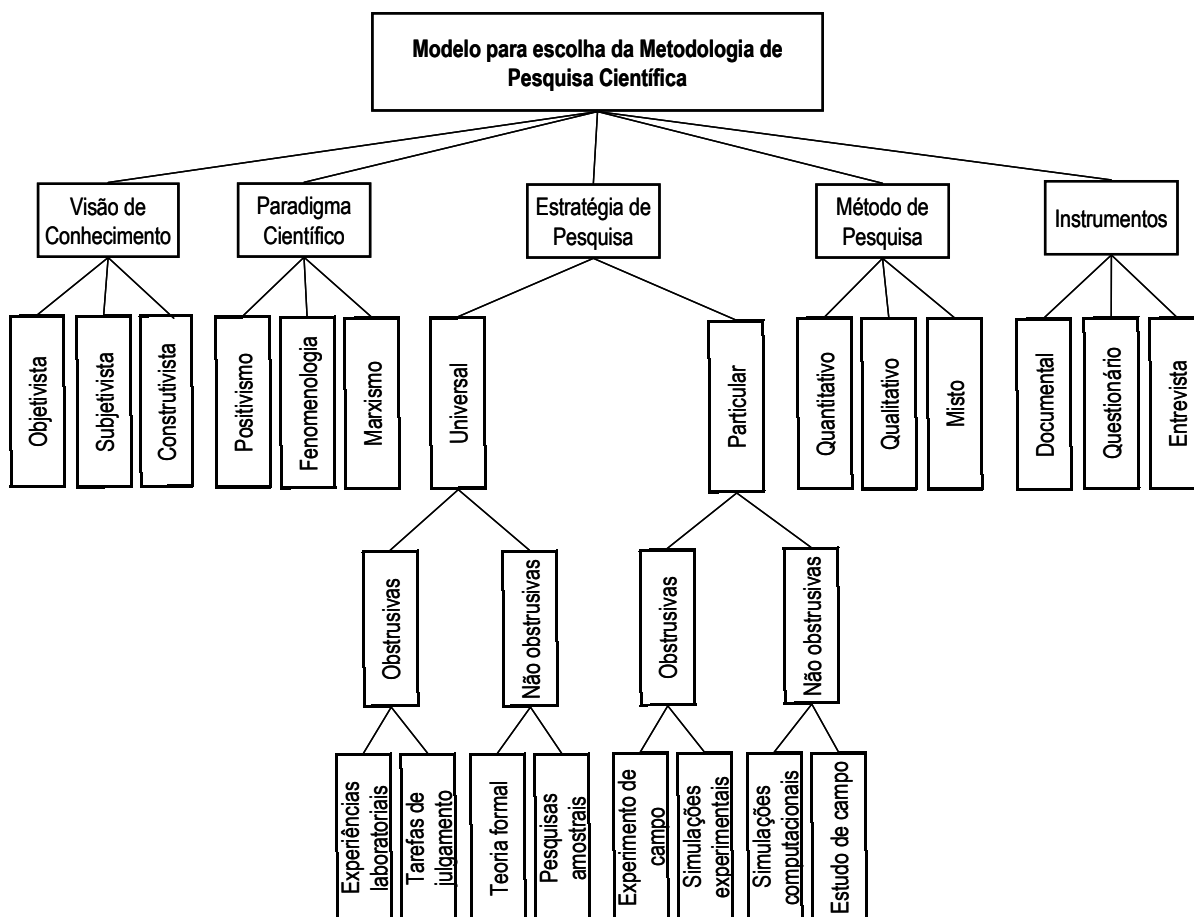 Modelo para escolha da Metodologia de
Pesquisa Científica
Visão de
Conhecimento
Paradigma
Científico
Estratégia de
Pesquisa
Método de
Pesquisa
Instrumentos
Objetivista
Subjetivista
Construtivista
Positivismo
Fenomenologia
Marxismo
Universal
Particular
Quantitativo
Qualitativo
Misto
Documental
Questionário
Entrevista
Obstrusivas
Não obstrusivas
Obstrusivas
Não obstrusivas
Experiências
laboratoriais
Tarefas de
julgamento
Teoria formal
Pesquisas
amostrais
Experimento de
campo
Simulações
experimentais
Simulações
computacionais
Estudo de campo